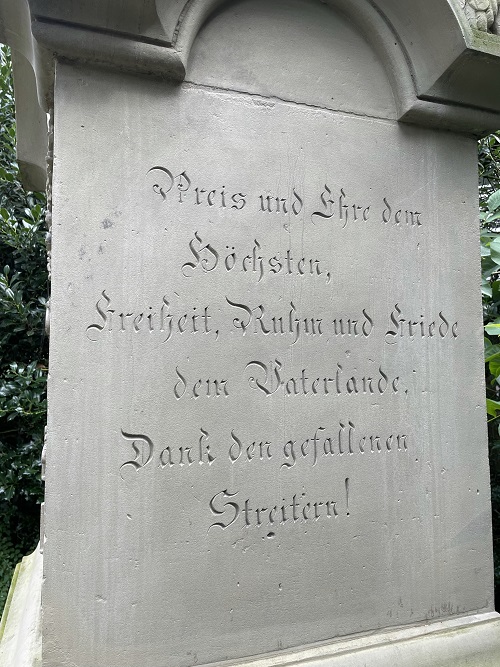 Preis und Ehre dem
Höchsten,
Freiheit, Ruhm und Friede
dem Vaterlande,
Dank den gefallenen
Streitern!